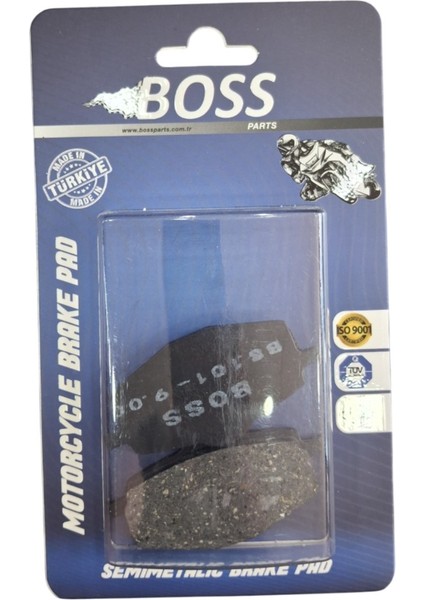 BOSS
PARTS
www.bossparts.com.tr
MADE IN
TÜRKİYE
MADE IN
MOTORCYCLE BRAKE PAD
ISO 9001
TÜV
BS 101 - 9.0
BOSS
SEMIMETALIC BRAKE PAD